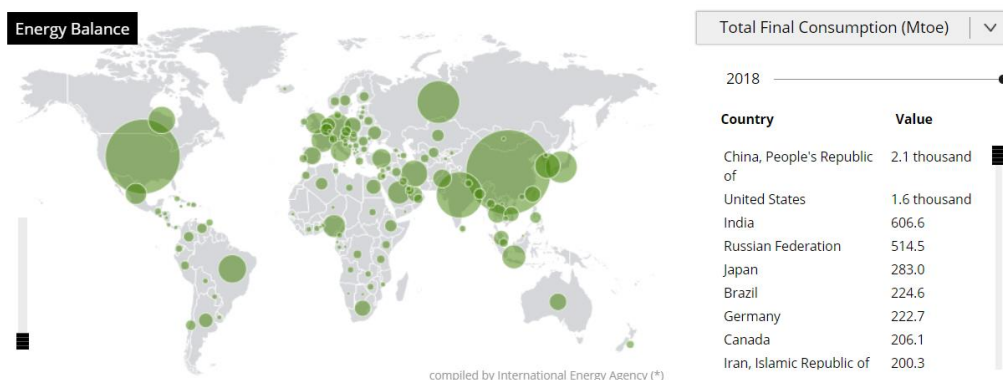 Energy Balance
compiled by International Energy Agency (*)
Total Final Consumption (Mtoe)
2018
Country Value
China, People's Republic 2.1 thousand
of
United States 1.6 thousand
India 606.6
Russian Federation 514.5
Japan 283.0
Brazil 224.6
Germany 222.7
Canada 206.1
Iran, Islamic Republic of 200.3